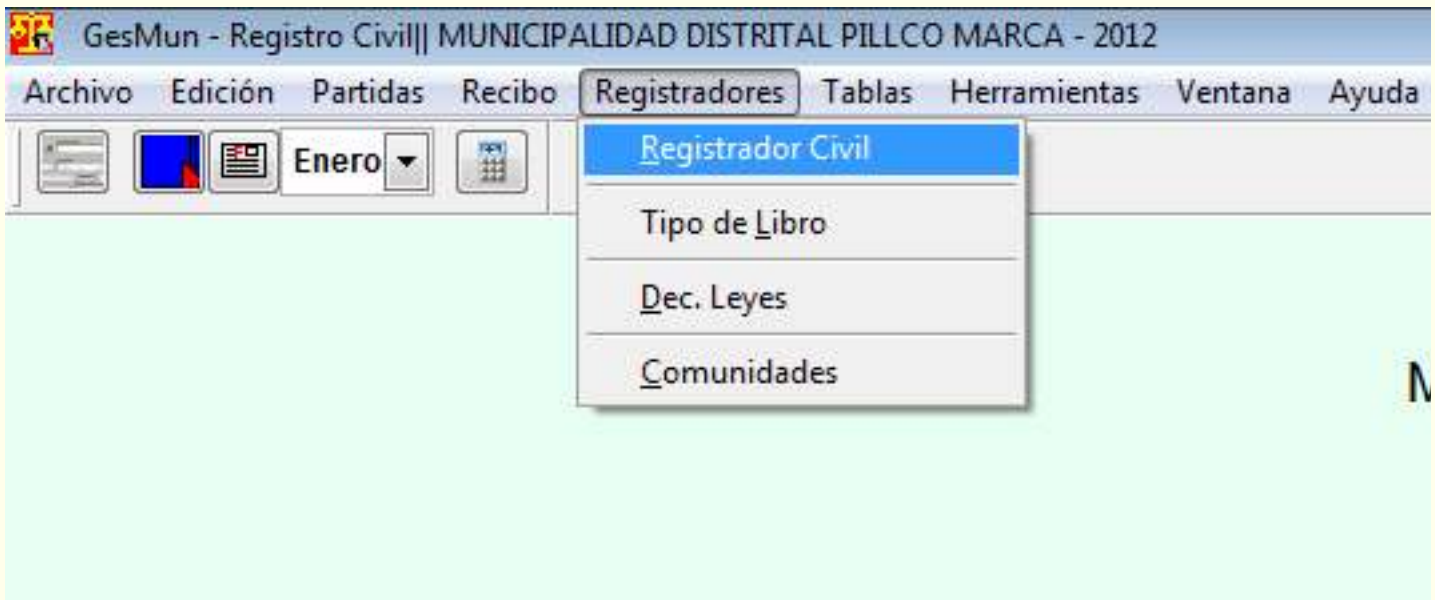 GesMun - Registro Civil|| MUNICIPALIDAD DISTRITAL PILLCO MARCA - 2012
Archivo Edición Partidas Recibo Registradores Tablas Herramientas Ventana Ayuda
Enero
Registrador Civil
Tipo de Libro
Dec. Leyes
Comunidades